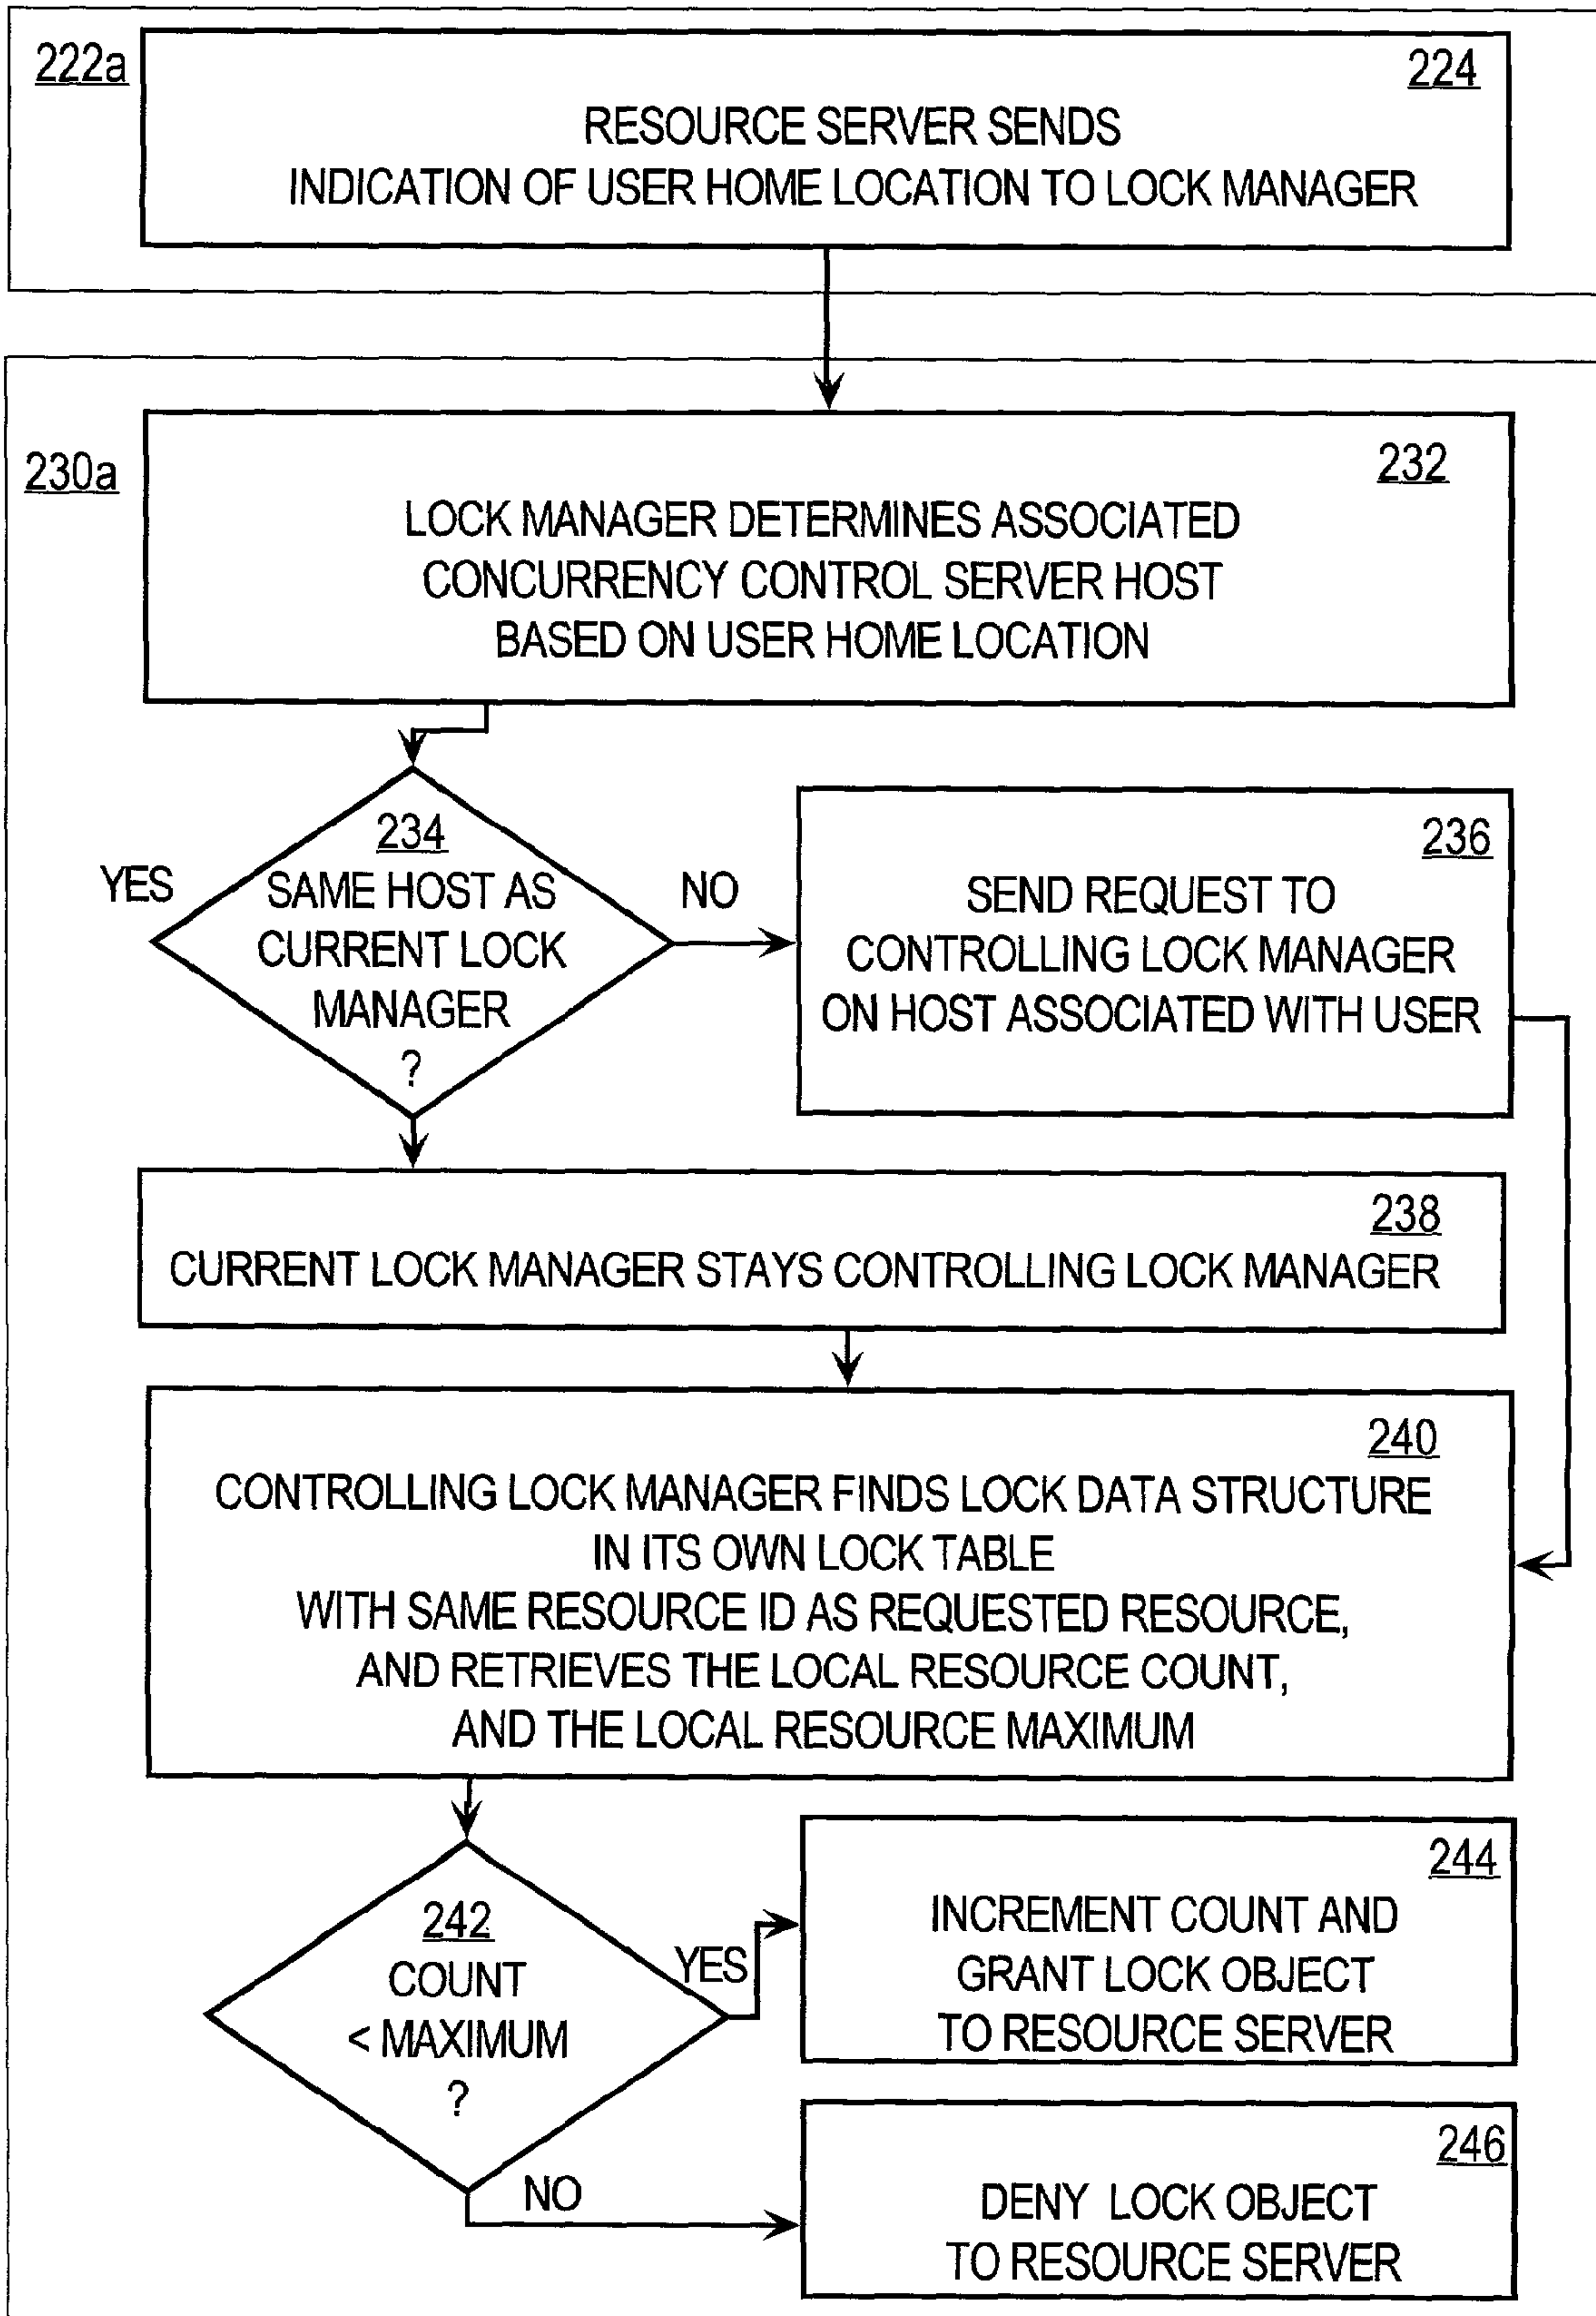 222a
224
RESOURCE SERVER SENDS
INDICATION OF USER HOME LOCATION TO LOCK MANAGER
230a
232
LOCK MANAGER DETERMINES ASSOCIATED
CONCURRENCY CONTROL SERVER HOST
BASED ON USER HOME LOCATION
234
SAME HOST AS
CURRENT LOCK
MANAGER
?
YES
NO
236
SEND REQUEST TO
CONTROLLING LOCK MANAGER
ON HOST ASSOCIATED WITH USER
238
CURRENT LOCK MANAGER STAYS CONTROLLING LOCK MANAGER
240
CONTROLLING LOCK MANAGER FINDS LOCK DATA STRUCTURE
IN ITS OWN LOCK TABLE
WITH SAME RESOURCE ID AS REQUESTED RESOURCE,
AND RETRIEVES THE LOCAL RESOURCE COUNT,
AND THE LOCAL RESOURCE MAXIMUM
242
COUNT
< MAXIMUM
?
YES
244
INCREMENT COUNT AND
GRANT LOCK OBJECT
TO RESOURCE SERVER
NO
246
DENY LOCK OBJECT
TO RESOURCE SERVER